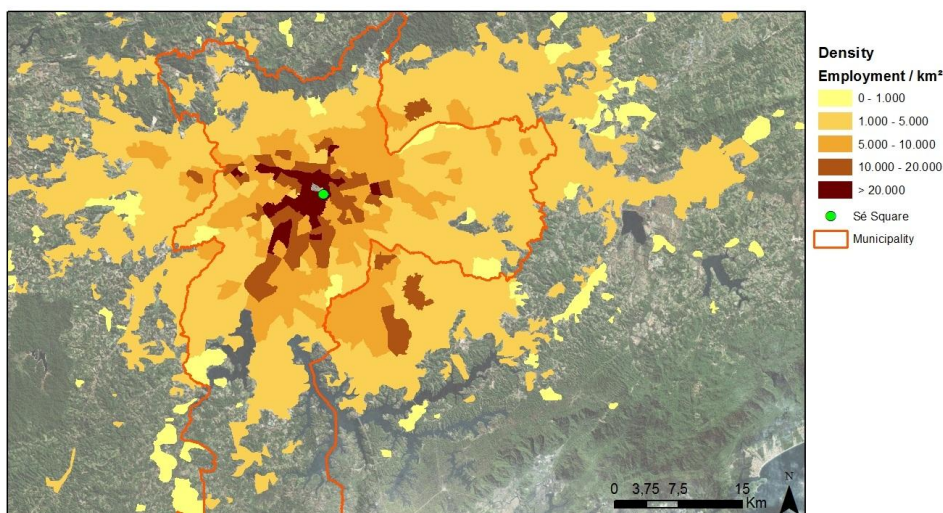 Density
Employment / km²
0 - 1.000
1.000 - 5.000
5.000 - 10.000
10.000 - 20.000
> 20.000
Sé Square
Municipality
N
0 3,75 7,5 15
Km